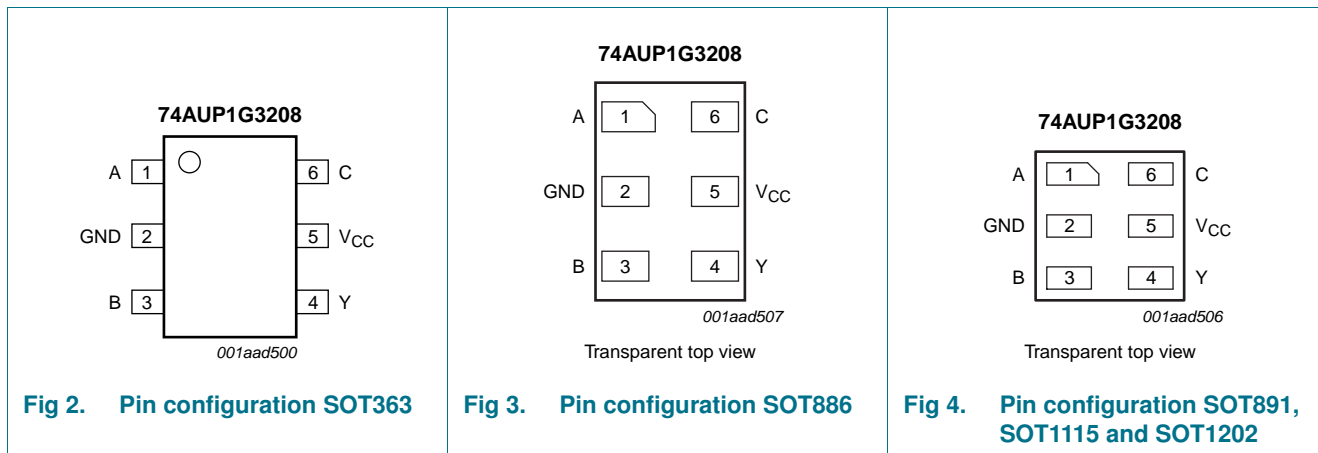 74AUP1G3208
A 1 6 C
GND 2 5 VCC
B 3 4 Y
001aad500
Fig 2. Pin configuration SOT363
74AUP1G3208
A 1 6 C
GND 2 5 VCC
B 3 4 Y
001aad507
Transparent top view
Fig 3. Pin configuration SOT886
74AUP1G3208
A 1 6 C
GND 2 5 VCC
B 3 4 Y
001aad506
Transparent top view
Fig 4. Pin configuration SOT891,
SOT1115 and SOT1202